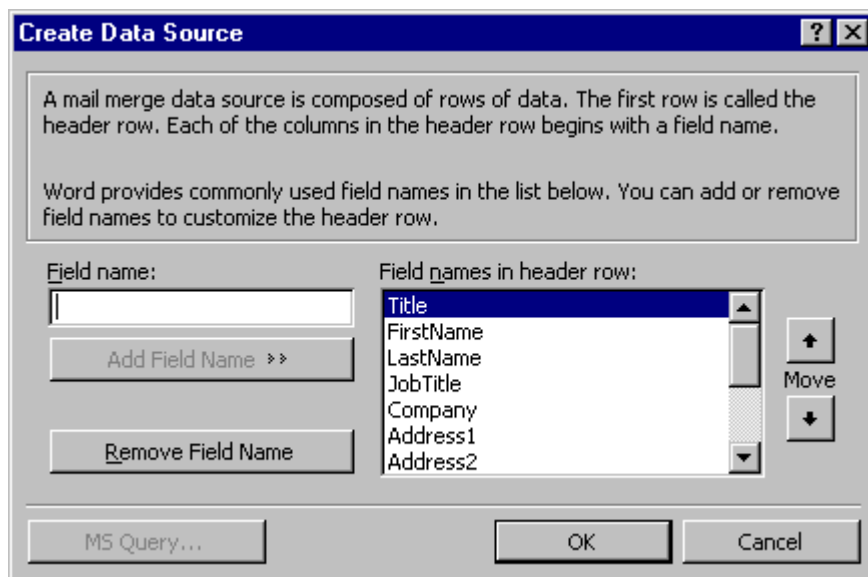 Create Data Source
A mail merge data source is composed of rows of data. The first row is called the
header row. Each of the columns in the header row begins with a field name.
Word provides commonly used field names in the list below. You can add or remove
field names to customize the header row.
Field name:
Add Field Name
Remove Field Name
Field names in header row:
Title
FirstName
LastName
JobTitle
Company
Address1
Address2
Move
MS Query...
OK
Cancel